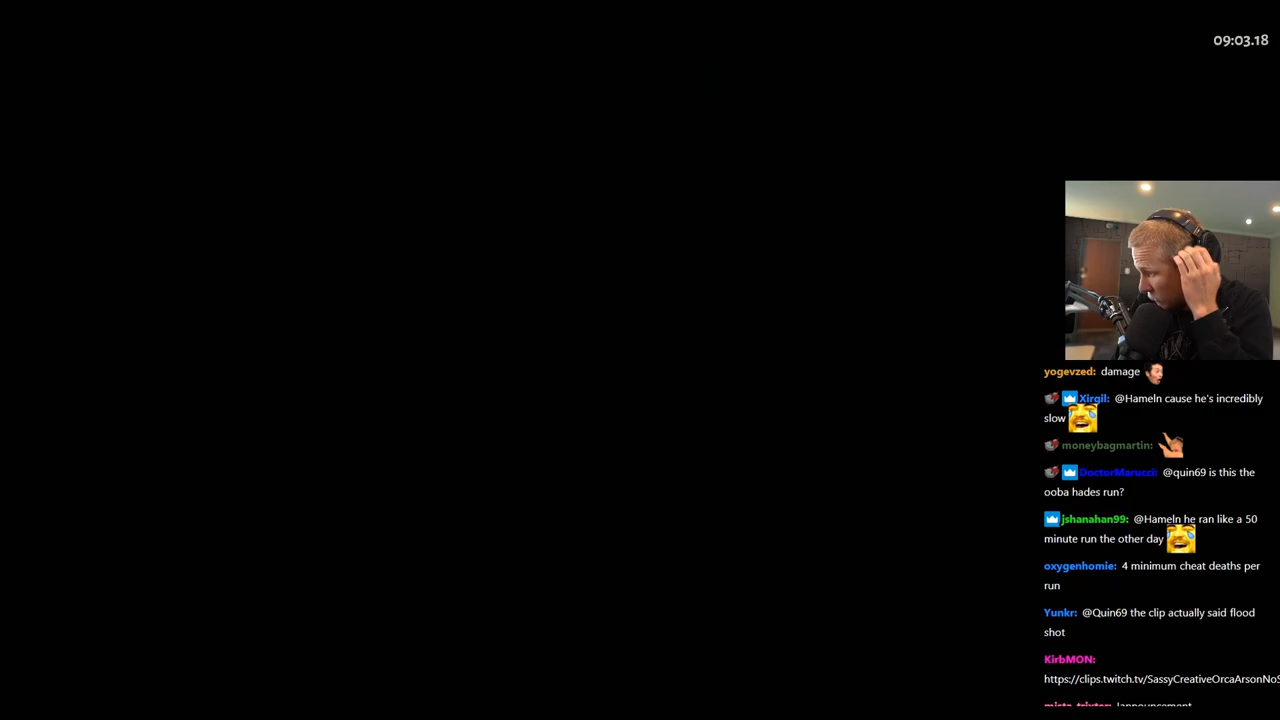 09:03.18
yogevzed: damage
Xirgil: @Hameln cause he's incredibly
slow
moneybagmartin:
DoctorMarucci: @quin69 is this the
ooba hades run?
jshanahan99: @Hameln he ran like a 50
minute run the other day
oxygenhomie: 4 minimum cheat deaths per
run
Yunkr: @Quin69 the clip actually said flood
shot
KirbMON:
https://clips.twitch.tv/SassyCreativeOrcaArsonNoS
mista_trixter: !announcement